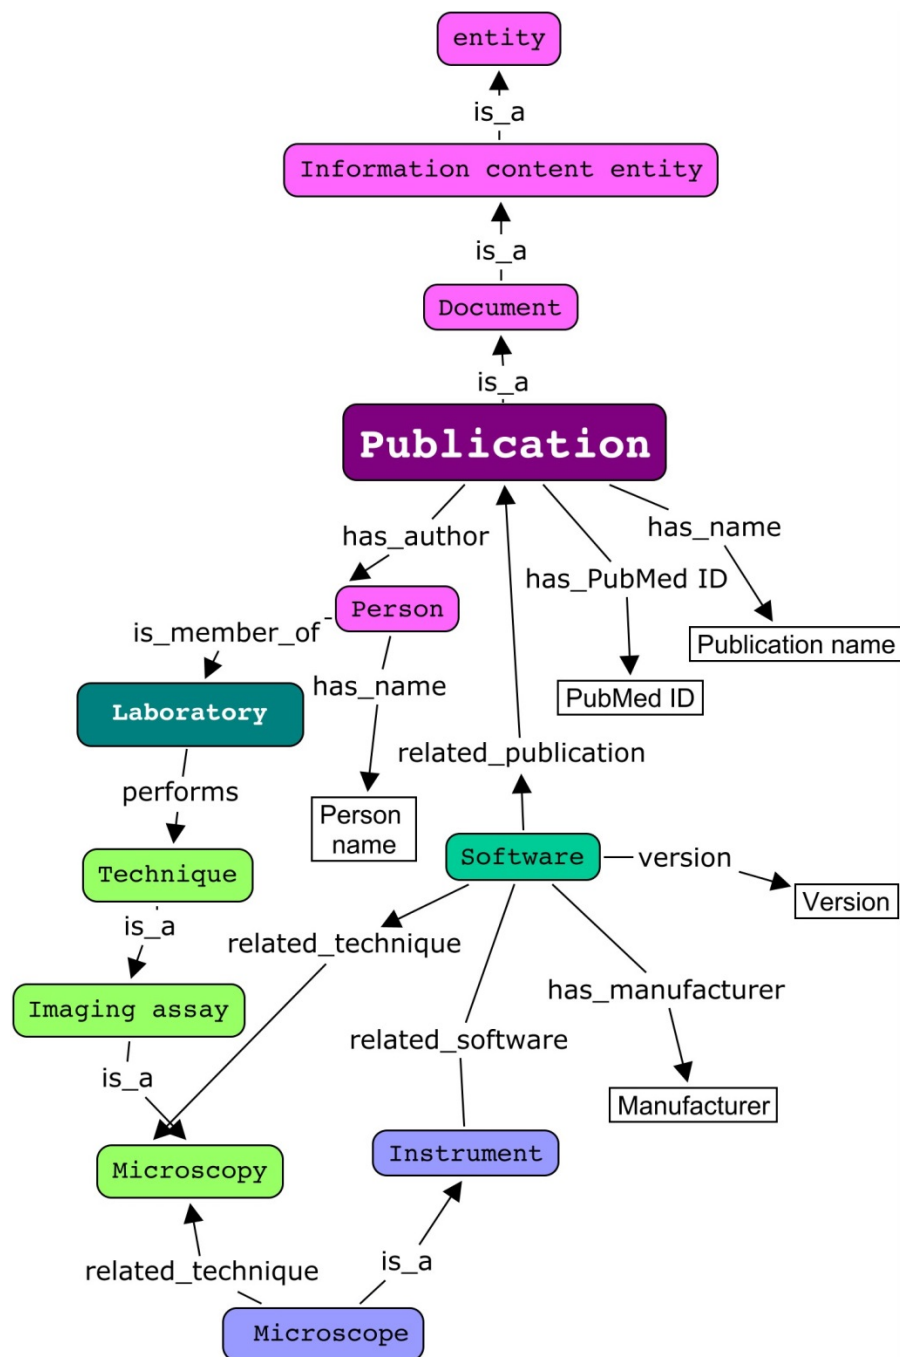 entity
is_a
Information content entity
is_a
Document
is_a
Publication
has_author
has_name
has_PubMed ID
Person
is_member_of
Publication name
has_name
PubMed ID
Laboratory
related_publication
performs
Person
name
Software
version
Technique
Version
is_a
related_technique
has_manufacturer
Imaging assay
related_software
is_a
Manufacturer
Instrument
Microscopy
is_a
related_technique
Microscope